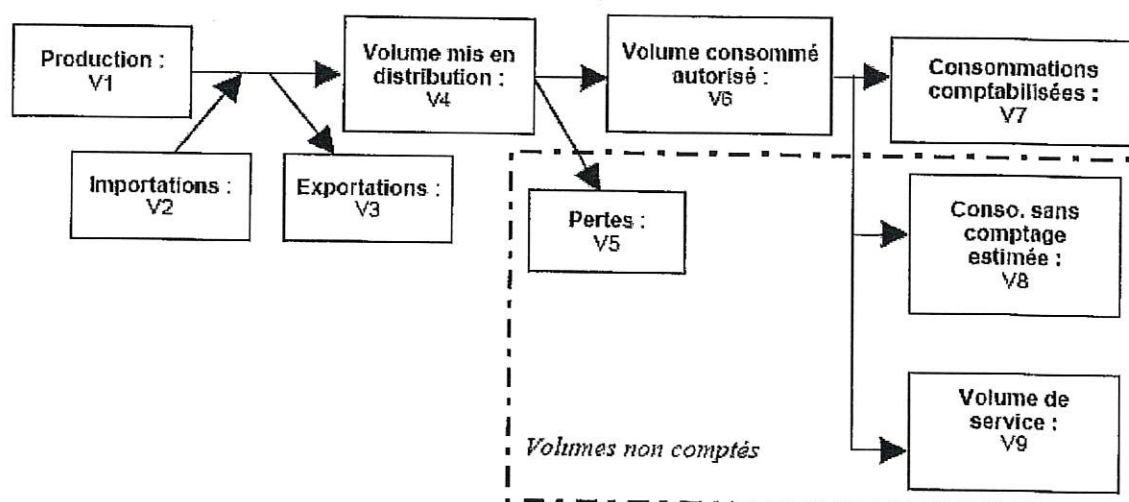 Production :
V1
Importations :
V2
Exportations :
V3
Volume mis en
distribution :
V4
Pertes :
V5
Volume consommé
autorisé :
V6
Consommations
comptabilisées :
V7
Conso. sans
comptage
estimée :
V8
Volume de
service :
V9
Volumes non comptés